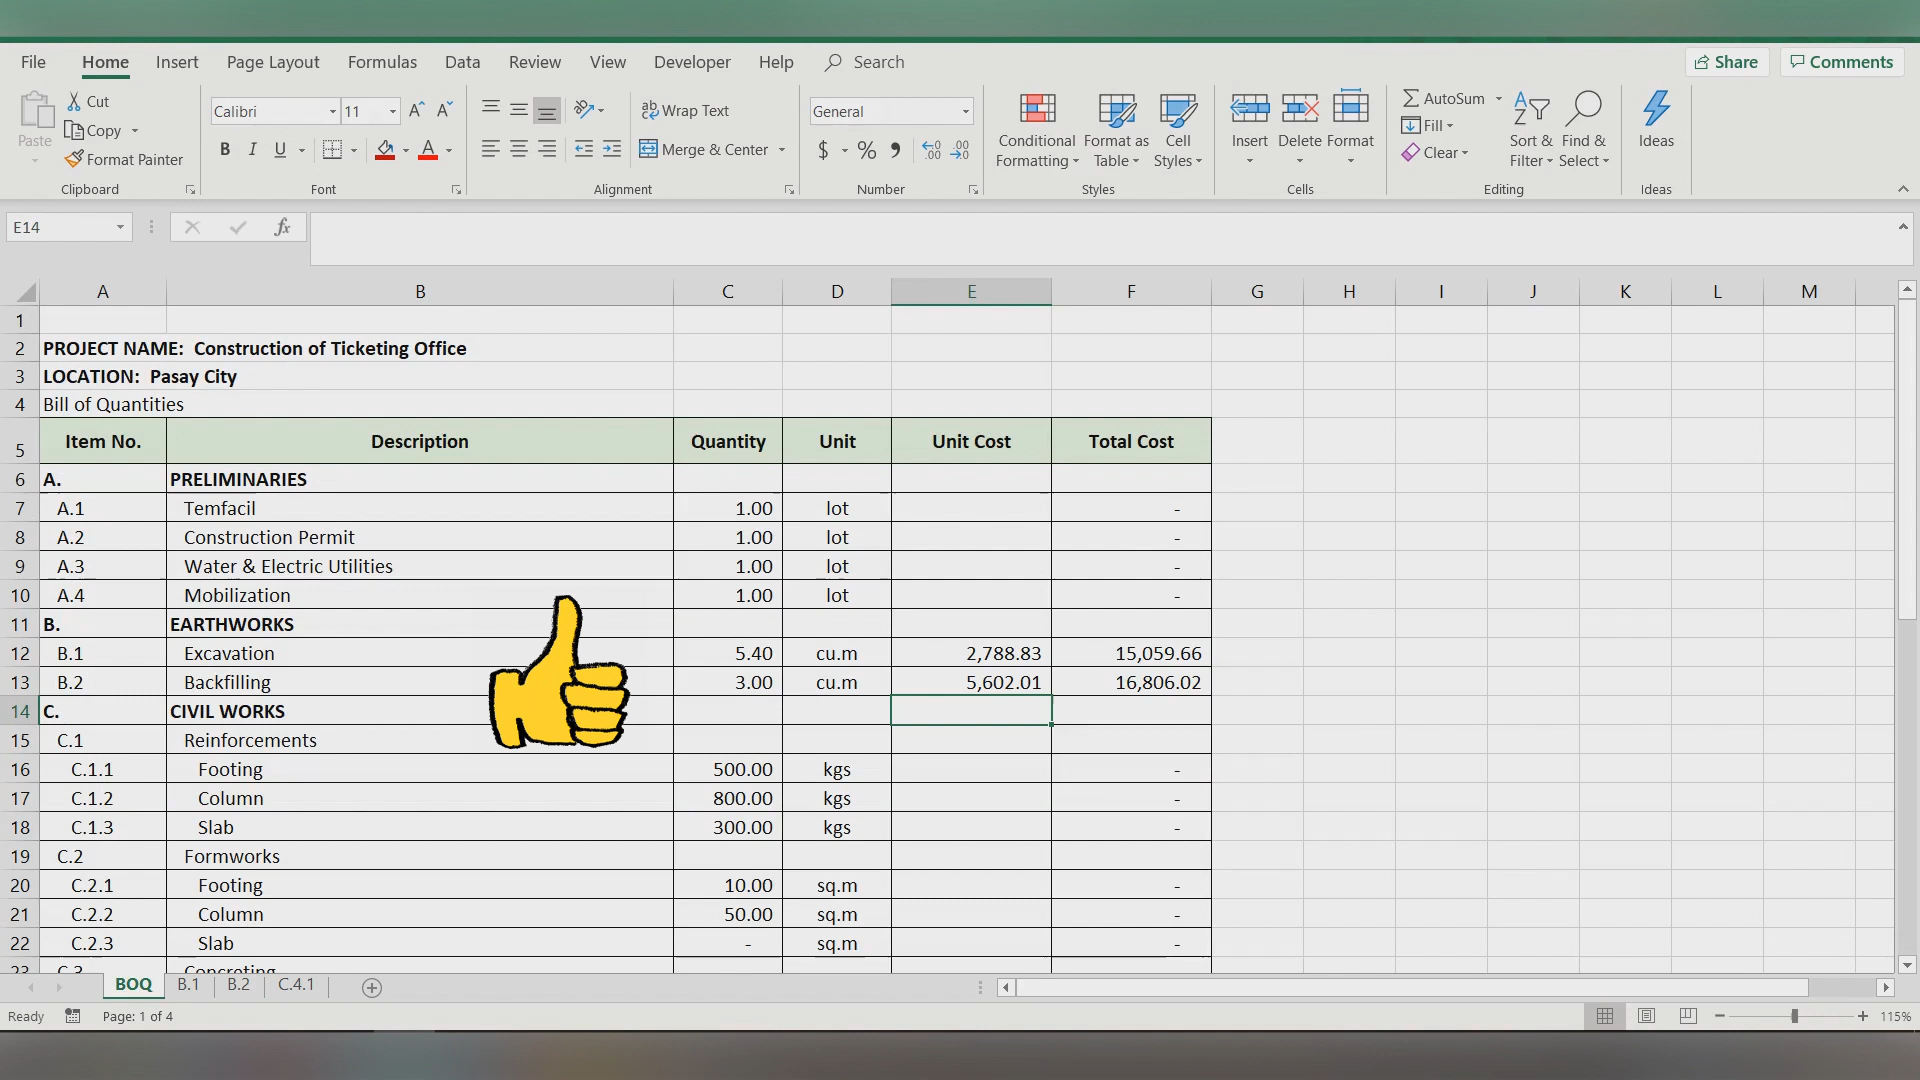 File Home Insert Page Layout Formulas Data Review View Developer Help Search Share Comments
Paste
Cut
Copy
Format Painter
Clipboard
Calibri 11
B I U
Font
Wrap Text
Merge & Center
Alignment
General
$ % ,
Number
Conditional Formatting
Format as Table
Cell Styles
Styles
Insert Delete Format
Cells
AutoSum
Fill
Clear
Sort & Filter
Find & Select
Editing
Ideas
Ideas
E14 fx
A B C D E F G H I J K L M
1
2 PROJECT NAME: Construction of Ticketing Office
3 LOCATION: Pasay City
4 Bill of Quantities
5 Item No. Description Quantity Unit Unit Cost Total Cost
6 A. PRELIMINARIES
7 A.1 Temfacil 1.00 lot -
8 A.2 Construction Permit 1.00 lot -
9 A.3 Water & Electric Utilities 1.00 lot -
10 A.4 Mobilization 1.00 lot -
11 B. EARTHWORKS
12 B.1 Excavation 5.40 cu.m 2,788.83 15,059.66
13 B.2 Backfilling 3.00 cu.m 5,602.01 16,806.02
14 C. CIVIL WORKS
15 C.1 Reinforcements
16 C.1.1 Footing 500.00 kgs -
17 C.1.2 Column 800.00 kgs -
18 C.1.3 Slab 300.00 kgs -
19 C.2 Formworks
20 C.2.1 Footing 10.00 sq.m -
21 C.2.2 Column 50.00 sq.m -
22 C.2.3 Slab - sq.m -
23 C.3 Concreting
BOQ B.1 B.2 C.4.1
Ready Page: 1 of 4 115%